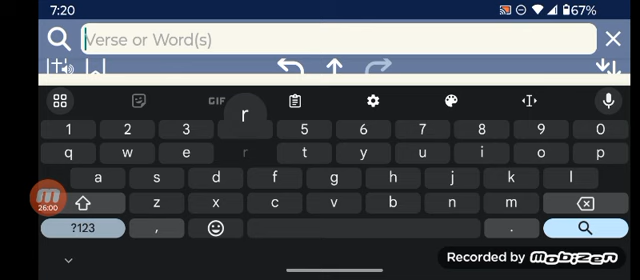 7:20 67%
Verse or Word(s)
GIF r
1 2 3 5 6 7 8 9 0
q w e r t y u i o p
a s d f g h j k l
26:00
z x c v b n m
?123 , .
Recorded by mobizen